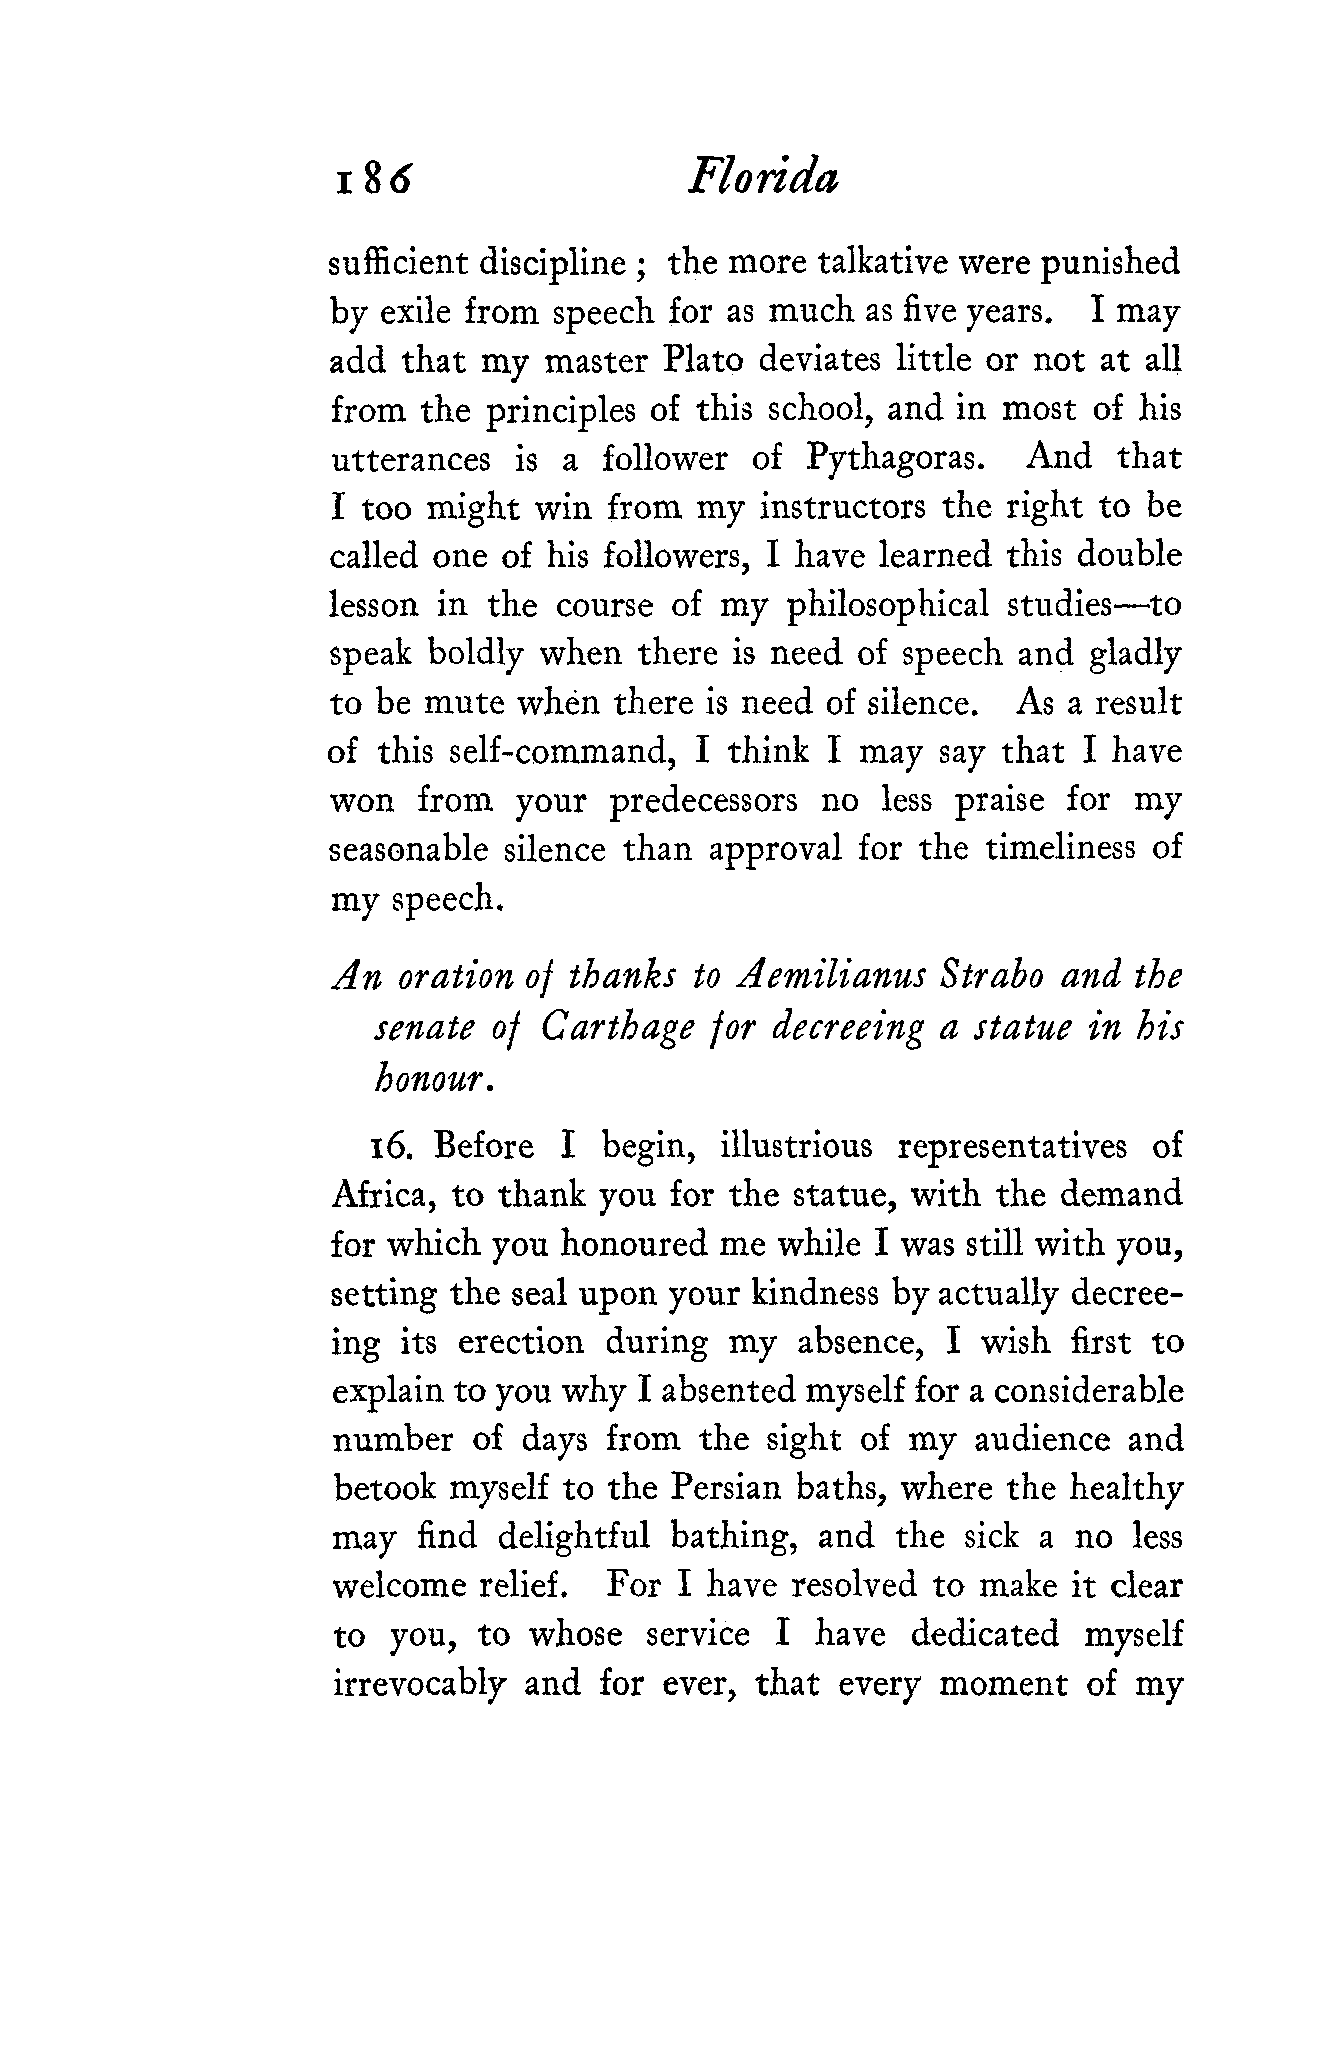 186 Florida
sufficient discipline ; the more talkative were punished
by exile from speech for as much as five years. I may
add that my master Plato deviates little or not at all
from the principles of this school, and in most of his
utterances is a follower of Pythagoras. And that
I too might win from my instructors the right to be
called one of his followers, I have learned this double
lesson in the course of my philosophical studies—to
speak boldly when there is need of speech and gladly
to be mute when there is need of silence. As a result
of this self-command, I think I may say that I have
won from your predecessors no less praise for my
seasonable silence than approval for the timeliness of
my speech.
An oration of thanks to Aemilianus Strabo and the
senate of Carthage for decreeing a statue in his
honour.
16. Before I begin, illustrious representatives of
Africa, to thank you for the statue, with the demand
for which you honoured me while I was still with you,
setting the seal upon your kindness by actually decree-
ing its erection during my absence, I wish first to
explain to you why I absented myself for a considerable
number of days from the sight of my audience and
betook myself to the Persian baths, where the healthy
may find delightful bathing, and the sick a no less
welcome relief. For I have resolved to make it clear
to you, to whose service I have dedicated myself
irrevocably and for ever, that every moment of my